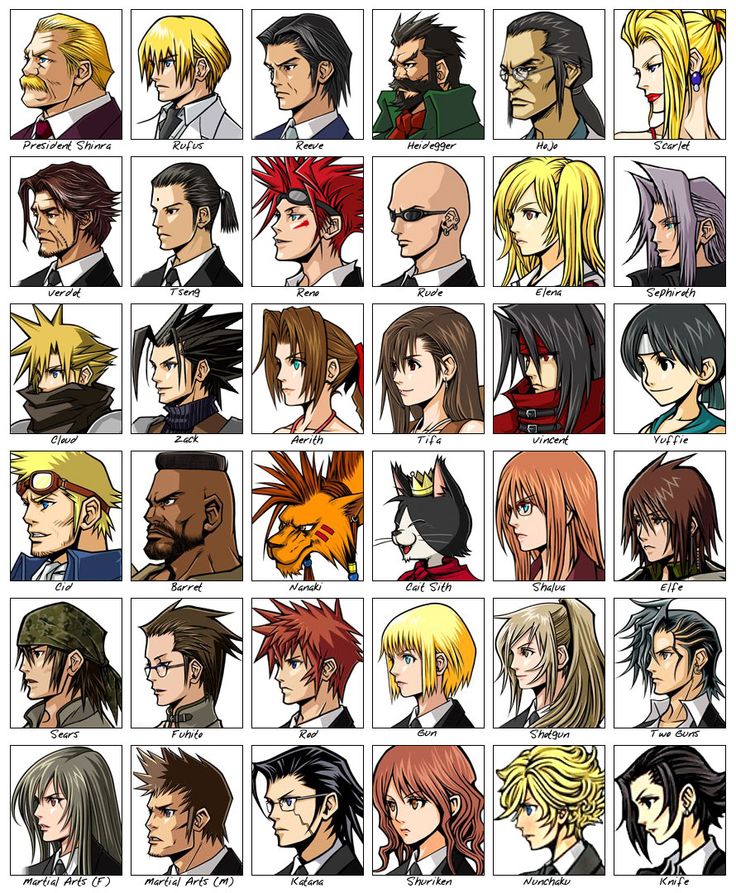 President Shinra Rufus Reeve Heidegger Hojo Scarlet
Verdot Tseng Reno Rude Elena Sephiroth
Cloud Zack Aerith Tifa Vincent Yuffie
Cid Barret Nanaki Cait Sith Shalua Elfe
Sears Fuhito Rod Gun Shotgun Two Guns
Martial Arts (F) Martial Arts (M) Katana Shuriken Nunchaku Knife